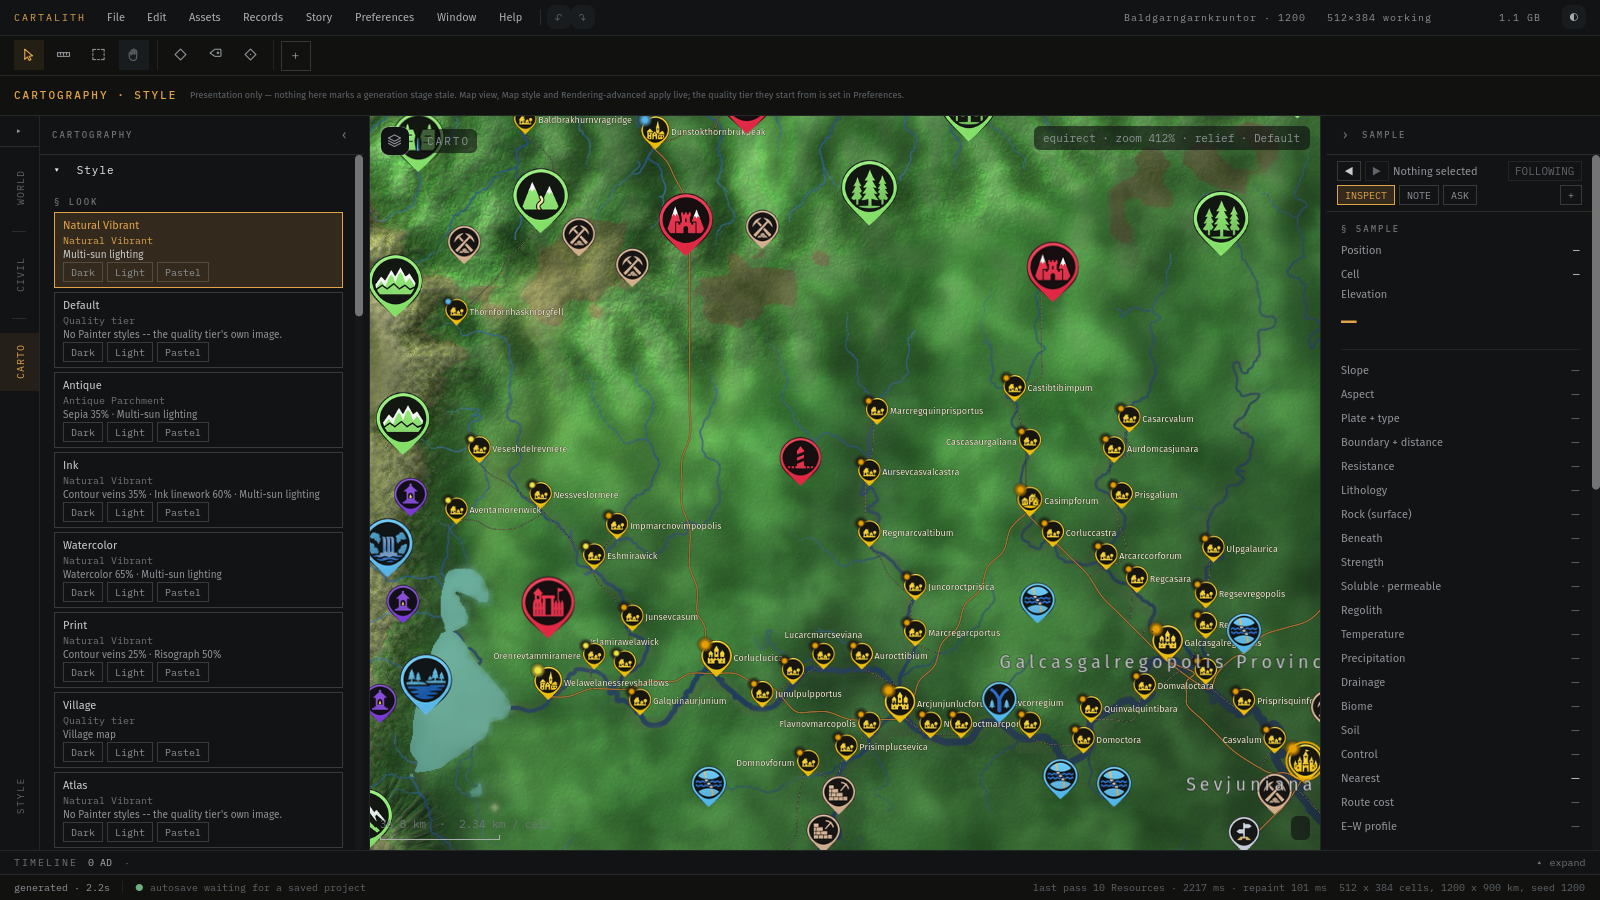 CARTALITH File Edit Assets Records Story Preferences Window Help
Baldgarngarnkruntor · 1200 512×384 working 1.1 GB
CARTOGRAPHY · STYLE Presentation only — nothing here marks a generation stage stale. Map view, Map style and Rendering-advanced apply live; the quality tier they start from is set in Preferences.
CARTOGRAPHY
WORLD
CIVIL
CARTO
STYLE
Style
§ LOOK
Natural Vibrant
Natural Vibrant
Multi-sun lighting
Dark Light Pastel
Default
Quality tier
No Painter styles -- the quality tier's own image.
Dark Light Pastel
Antique
Antique Parchment
Sepia 35% · Multi-sun lighting
Dark Light Pastel
Ink
Natural Vibrant
Contour veins 35% · Ink linework 60% · Multi-sun lighting
Dark Light Pastel
Watercolor
Natural Vibrant
Watercolor 65% · Multi-sun lighting
Dark Light Pastel
Print
Natural Vibrant
Contour veins 25% · Risograph 50%
Dark Light Pastel
Village
Quality tier
Village map
Dark Light Pastel
Atlas
Natural Vibrant
No Painter styles -- the quality tier's own image.
Dark Light Pastel
CARTO
equirect · zoom 412% · relief · Default
Baldbrakhurnvragridge
Thornfornhasknorgfell
Castibtibimpum
Marcregquinprisportus
Casarcvalum
Cascasaurgaliana
Veseshdelrevmere
Aurdomcasjunara
Aursevcasvalcastra
Nessveslormere
Prisgalium
Casimpforum
Aventamorenwick
Impmarcnovimpopolis
Regmarcvaltibum
Corluccastra
Eshmirawick
Arcarccorforum
Ulpgalaurica
Regcasara
Juncoroctprisica
Regsevregopolis
Junsevcasum
Marcregarcportus
Lucarcmarcseviana
Islamirawelawick
Orenrevtammiramere
Aurocttibium
Galcasgalregopolis Provinc
Welawelanessrevshallows
Domvaloctara
Junulpulpportus
Galquinaurjunium
Quinvalquintibara
Flavnovmarcopolis
Prisimplucsevica
Domoctora
Casvalum
Domnovforum
Sevjuniana
2.34 km / cell
SAMPLE
Nothing selected FOLLOWING
INSPECT NOTE ASK +
§ SAMPLE
Position —
Cell —
Elevation
—
Slope —
Aspect —
Plate + type —
Boundary + distance —
Resistance —
Lithology —
Rock (surface) —
Beneath —
Strength —
Soluble · permeable —
Regolith —
Temperature —
Precipitation —
Drainage —
Biome —
Soil —
Control —
Nearest —
Route cost —
E–W profile —
TIMELINE 0 AD ·
expand
generated · 2.2s autosave waiting for a saved project
last pass 10 Resources · 2217 ms · repaint 101 ms 512 x 384 cells, 1200 x 900 km, seed 1200